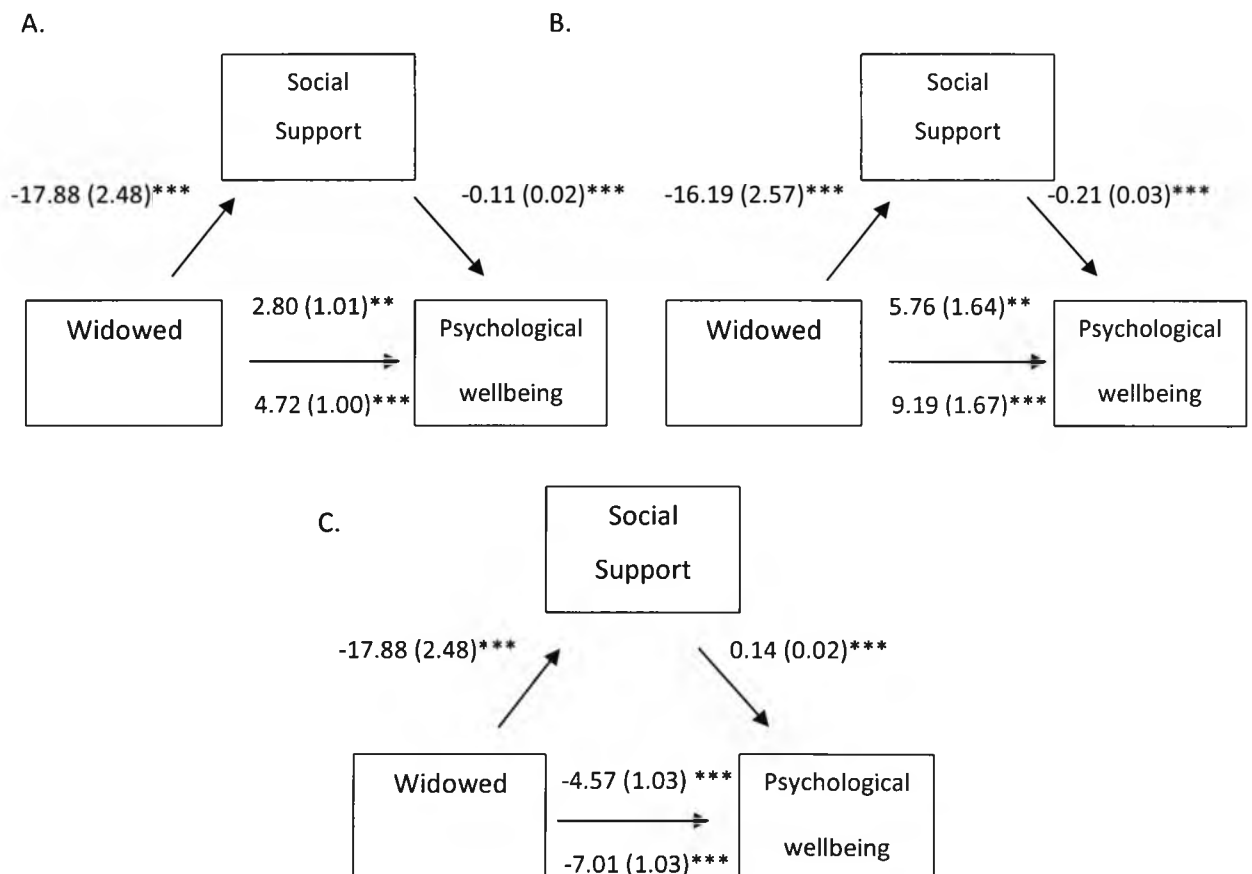 A.
Social
Support
-17.88 (2.48)***
-0.11 (0.02)***
Widowed
2.80 (1.01)**
4.72 (1.00)***
Psychological
wellbeing
B.
Social
Support
-16.19 (2.57)***
-0.21 (0.03)***
Widowed
5.76 (1.64)**
9.19 (1.67)***
Psychological
wellbeing
C.
Social
Support
-17.88 (2.48)***
0.14 (0.02)***
Widowed
-4.57 (1.03) ***
-7.01 (1.03)***
Psychological
wellbeing